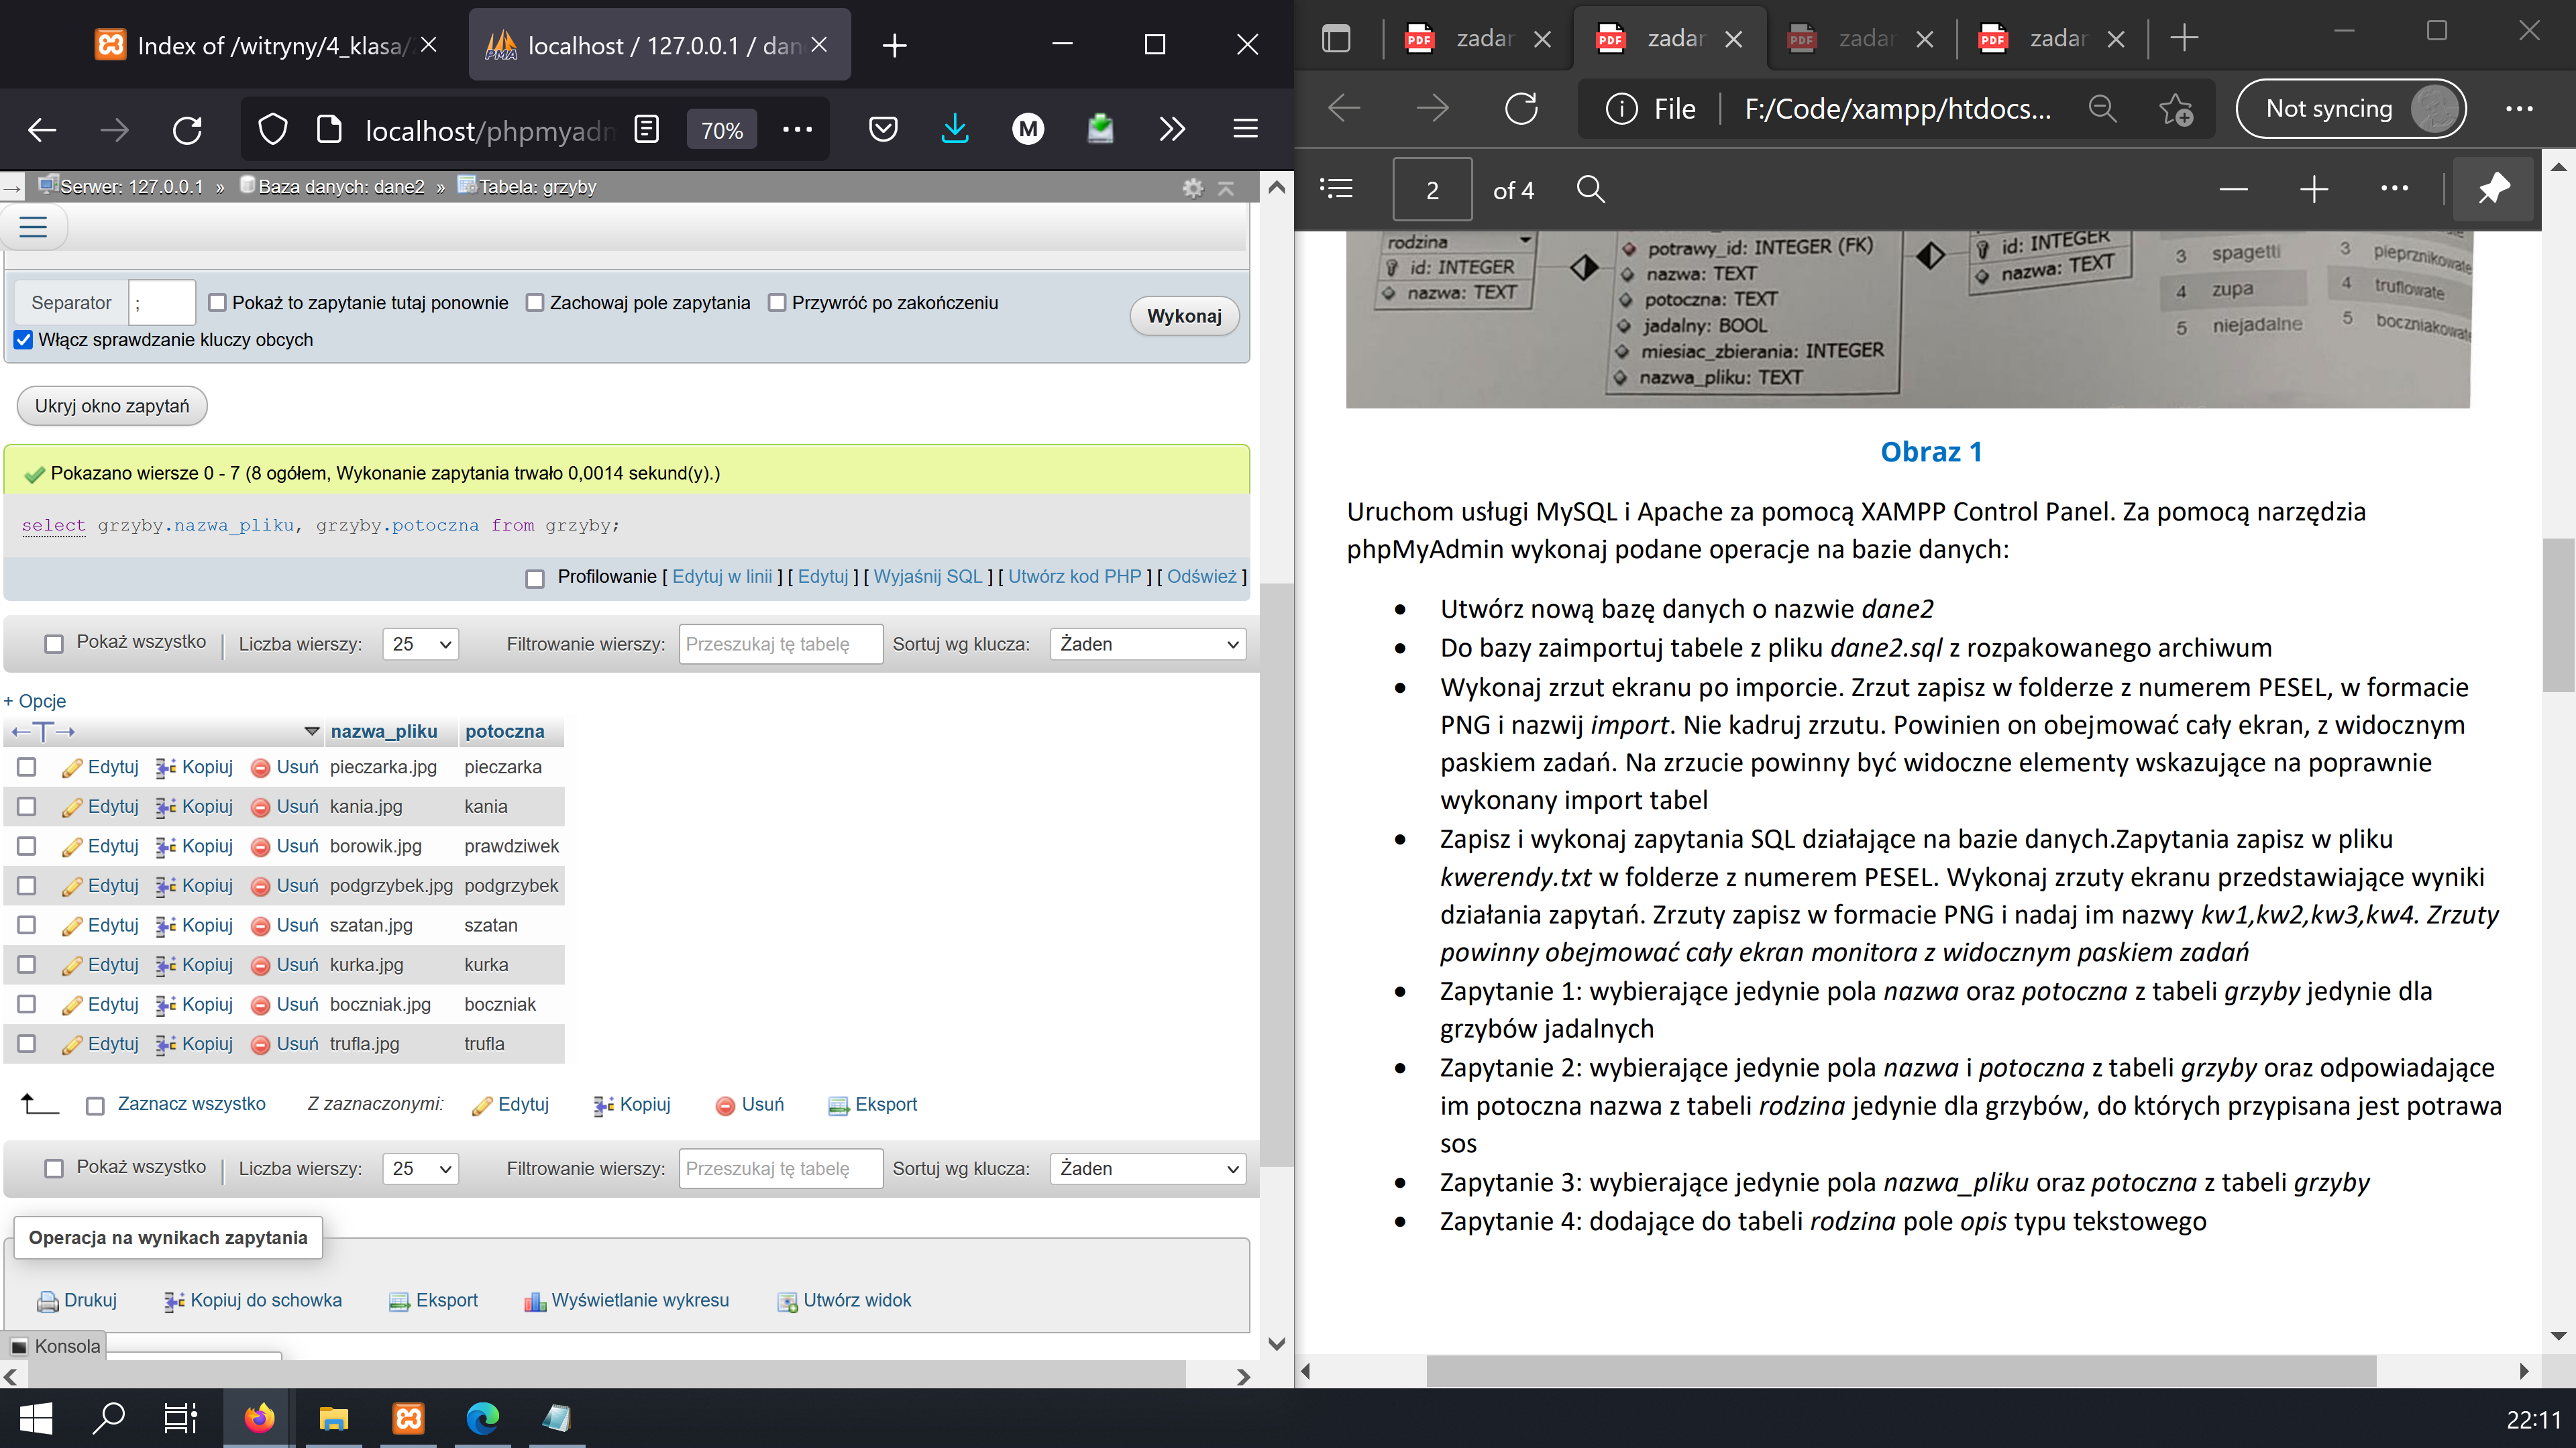 Index of /witryny/4_klasa/
localhost / 127.0.0.1 / dan
localhost/phpmyadm
70%
M
Serwer: 127.0.0.1 » Baza danych: dane2 » Tabela: grzyby
Separator ; Pokaż to zapytanie tutaj ponownie Zachowaj pole zapytania Przywróć po zakończeniu
Wykonaj
Włącz sprawdzanie kluczy obcych
Ukryj okno zapytań
Pokazano wiersze 0 - 7 (8 ogółem, Wykonanie zapytania trwało 0,0014 sekund(y).)
select grzyby.nazwa_pliku, grzyby.potoczna from grzyby;
Profilowanie [ Edytuj w linii ] [ Edytuj ] [ Wyjaśnij SQL ] [ Utwórz kod PHP ] [ Odśwież ]
Pokaż wszystko | Liczba wierszy: 25 Filtrowanie wierszy: Przeszukaj tę tabelę Sortuj wg klucza: Żaden
+ Opcje
←T→ nazwa_pliku potoczna
Edytuj Kopiuj Usuń pieczarka.jpg pieczarka
Edytuj Kopiuj Usuń kania.jpg kania
Edytuj Kopiuj Usuń borowik.jpg prawdziwek
Edytuj Kopiuj Usuń podgrzybek.jpg podgrzybek
Edytuj Kopiuj Usuń szatan.jpg szatan
Edytuj Kopiuj Usuń kurka.jpg kurka
Edytuj Kopiuj Usuń boczniak.jpg boczniak
Edytuj Kopiuj Usuń trufla.jpg trufla
Zaznacz wszystko Z zaznaczonymi: Edytuj Kopiuj Usuń Eksport
Pokaż wszystko | Liczba wierszy: 25 Filtrowanie wierszy: Przeszukaj tę tabelę Sortuj wg klucza: Żaden
Operacja na wynikach zapytania
Drukuj Kopiuj do schowka Eksport Wyświetlanie wykresu Utwórz widok
Konsola
PDF zadar PDF zadar PDF zadar PDF zadar
File F:/Code/xampp/htdocs...
Not syncing
2 of 4
rodzina
id: INTEGER
nazwa: TEXT
potrawy_id: INTEGER (FK)
nazwa: TEXT
potoczna: TEXT
jadalny: BOOL
miesiac_zbierania: INTEGER
nazwa_pliku: TEXT
id: INTEGER
nazwa: TEXT
3 spagetti
4 zupa
5 niejadalne
3 pieprznikowate
4 truflowate
5 boczniakowate
Obraz 1
Uruchom usługi MySQL i Apache za pomocą XAMPP Control Panel. Za pomocą narzędzia
phpMyAdmin wykonaj podane operacje na bazie danych:
● Utwórz nową bazę danych o nazwie dane2
● Do bazy zaimportuj tabele z pliku dane2.sql z rozpakowanego archiwum
● Wykonaj zrzut ekranu po imporcie. Zrzut zapisz w folderze z numerem PESEL, w formacie
PNG i nazwij import. Nie kadruj zrzutu. Powinien on obejmować cały ekran, z widocznym
paskiem zadań. Na zrzucie powinny być widoczne elementy wskazujące na poprawnie
wykonany import tabel
● Zapisz i wykonaj zapytania SQL działające na bazie danych.Zapytania zapisz w pliku
kwerendy.txt w folderze z numerem PESEL. Wykonaj zrzuty ekranu przedstawiające wyniki
działania zapytań. Zrzuty zapisz w formacie PNG i nadaj im nazwy kw1,kw2,kw3,kw4. Zrzuty
powinny obejmować cały ekran monitora z widocznym paskiem zadań
● Zapytanie 1: wybierające jedynie pola nazwa oraz potoczna z tabeli grzyby jedynie dla
grzybów jadalnych
● Zapytanie 2: wybierające jedynie pola nazwa i potoczna z tabeli grzyby oraz odpowiadające
im potoczna nazwa z tabeli rodzina jedynie dla grzybów, do których przypisana jest potrawa
sos
● Zapytanie 3: wybierające jedynie pola nazwa_pliku oraz potoczna z tabeli grzyby
● Zapytanie 4: dodające do tabeli rodzina pole opis typu tekstowego
22:11